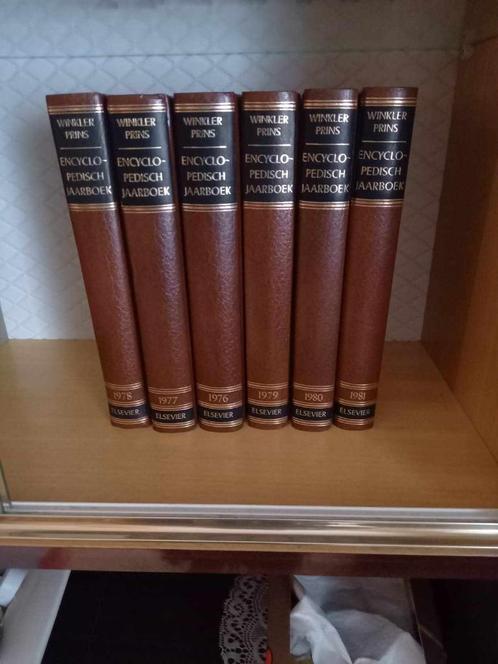 WINKLER
PRINS
ENCYCLO-
PEDISCH
JAARBOEK
1978
ELSEVIER
WINKLER
PRINS
ENCYCLO-
PEDISCH
JAARBOEK
1977
ELSEVIER
WINKLER
PRINS
ENCYCLO-
PEDISCH
JAARBOEK
1976
ELSEVIER
WINKLER
PRINS
ENCYCLO-
PEDISCH
JAARBOEK
1979
ELSEVIER
WINKLER
PRINS
ENCYCLO-
PEDISCH
JAARBOEK
1980
ELSEVIER
WINKLER
PRINS
ENCYCLO-
PEDISCH
JAARBOEK
1981
ELSEVIER